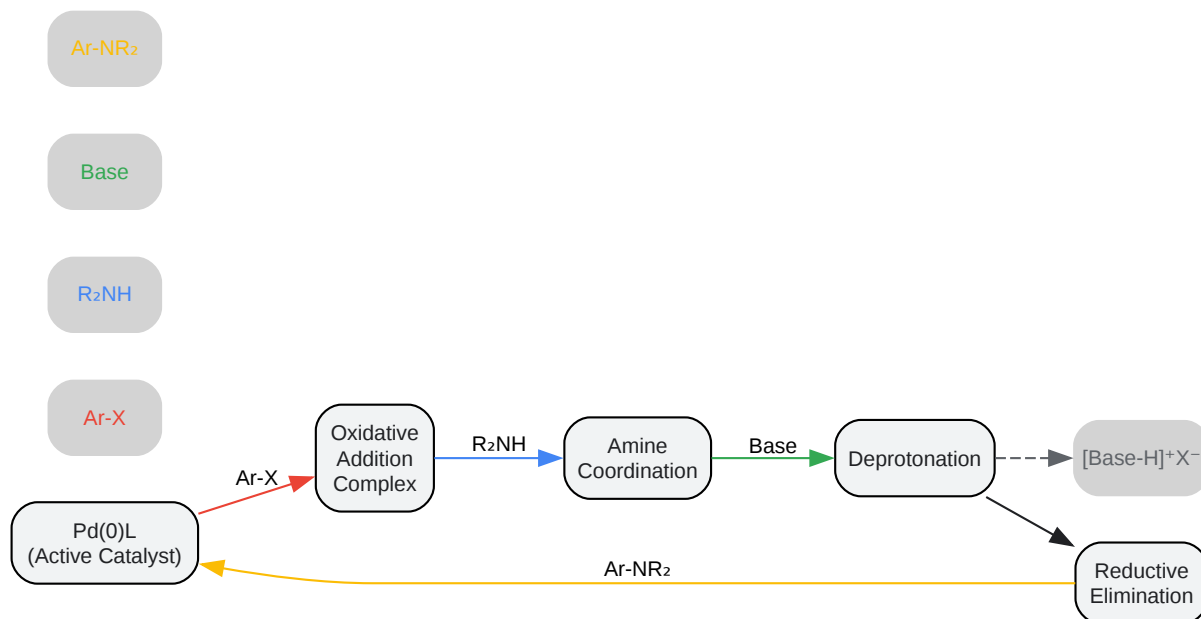 Ar-NR₂
Base
R₂NH
Ar-X
Oxidative
Addition
Complex
R₂NH
Amine
Coordination
Base
Deprotonation
[Base-H]⁺X⁻
Ar-X
Pd(0)L
(Active Catalyst)
Ar-NR₂
Reductive
Elimination